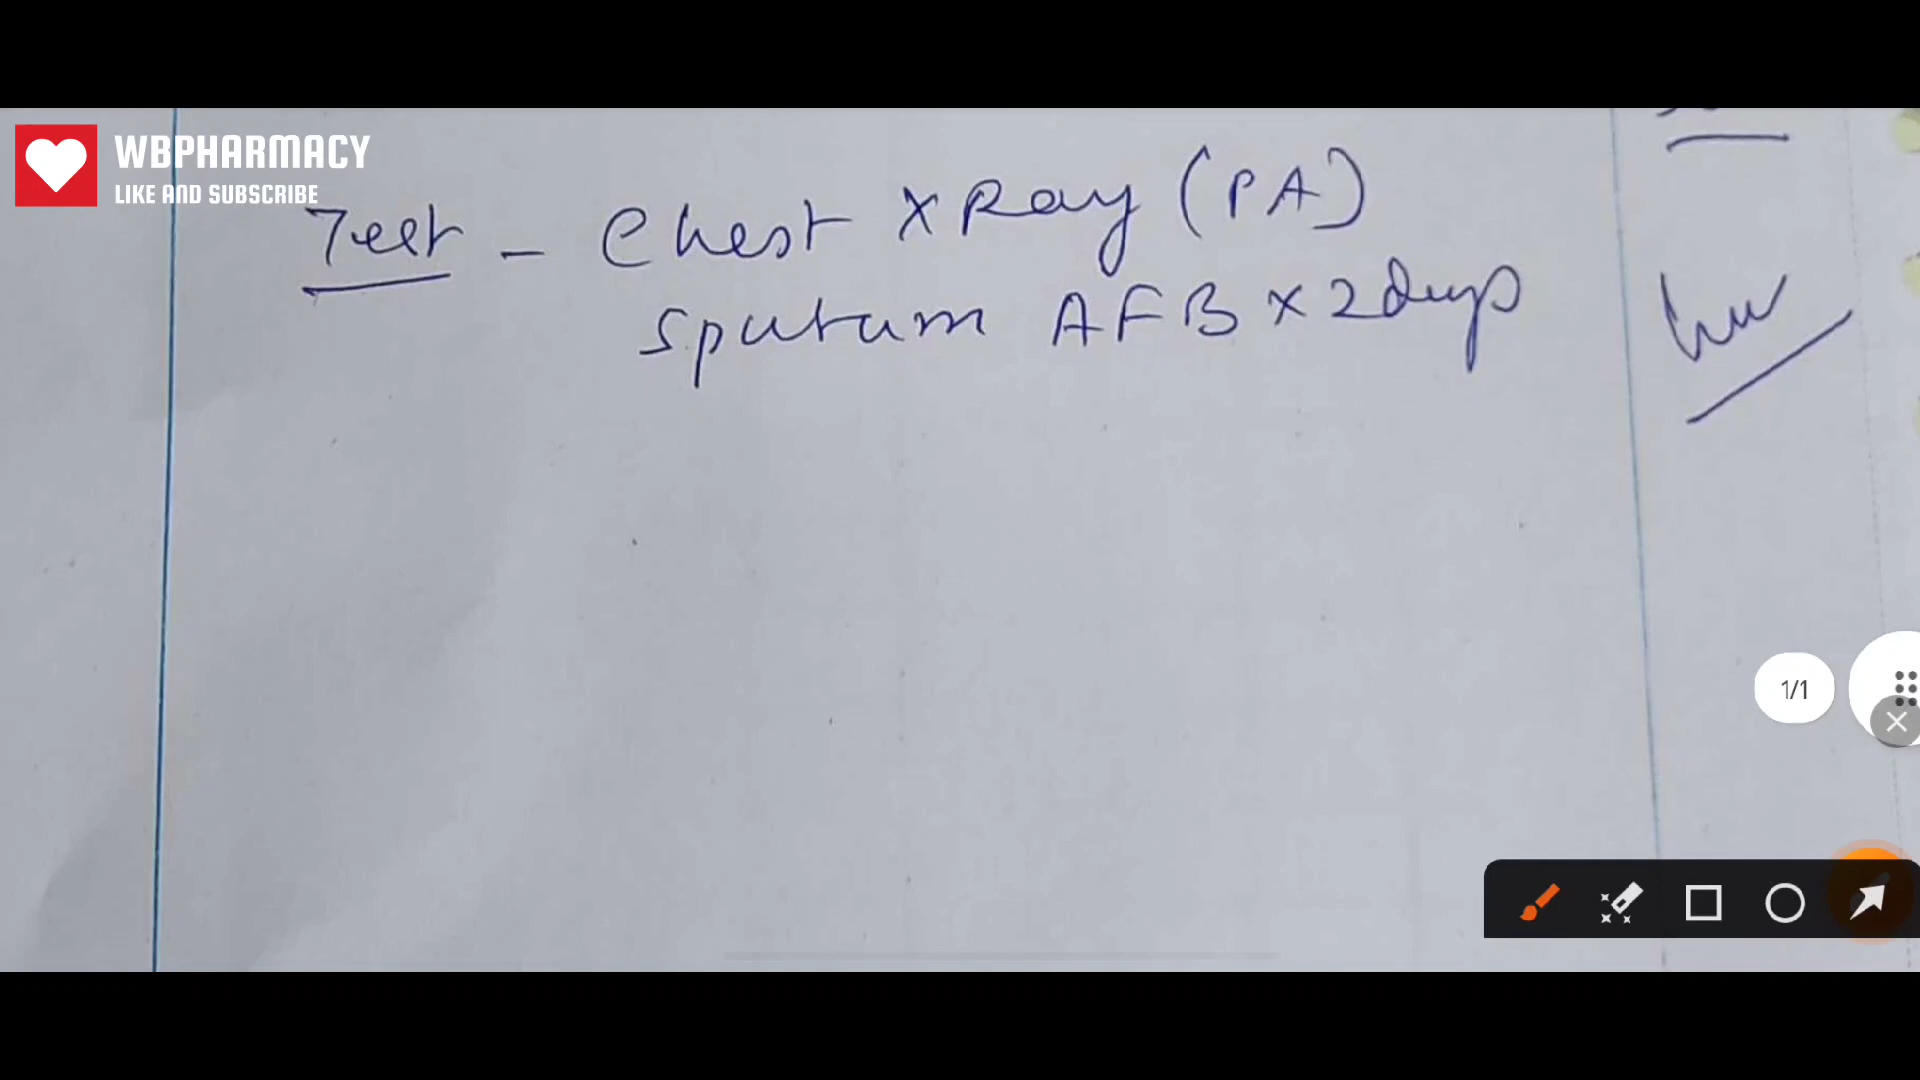 WBPHARMACY
LIKE AND SUBSCRIBE
Test - Chest X Ray (PA)
Sputum AFB x 2 days
1/1